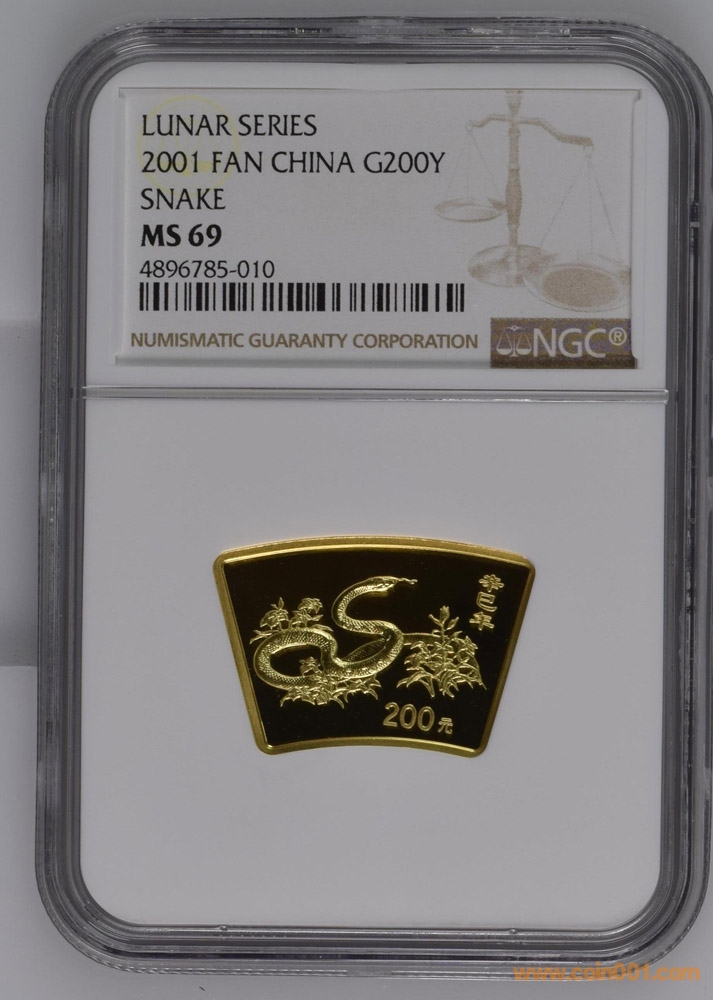 LUNAR SERIES
2001 FAN CHINA G200Y
SNAKE
MS 69
4896785-010
NUMISMATIC GUARANTY CORPORATION
NGC®
辛巳年
200元
www.coin001.com